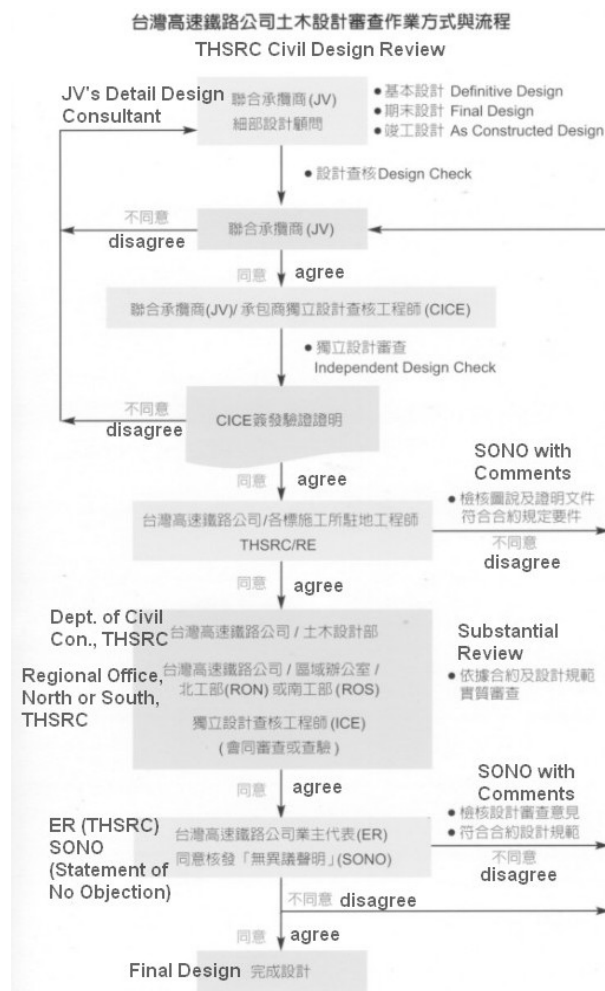 台灣高速鐵路公司土木設計審查作業方式與流程
THSRC Civil Design Review
JV's Detail Design
Consultant
聯合承攬商(JV)
細部設計顧問
● 基本設計 Definitive Design
● 期末設計 Final Design
● 竣工設計 As Constructed Design
● 設計查核 Design Check
不同意
disagree
聯合承攬商(JV)
同意 agree
聯合承攬商(JV)/承包商獨立設計查核工程師(CICE)
● 獨立設計審查
Independent Design Check
不同意
disagree
CICE簽發驗證證明
同意 agree
SONO with
Comments
● 檢核圖說及證明文件
符合合約規定要件
台灣高速鐵路公司/各標施工所駐地工程師
THSRC/RE
不同意
disagree
同意 agree
Dept. of Civil
Con., THSRC
台灣高速鐵路公司/土木設計部
Regional Office,
North or South,
THSRC
台灣高速鐵路公司/區域辦公室/
北工部(RON)或南工部(ROS)
獨立設計查核工程師(ICE)
(會同審查或查驗)
Substantial
Review
● 依據合約及設計規範
實質審查
同意 agree
SONO with
Comments
● 檢核設計審查意見
● 符合合約設計規範
ER (THSRC)
SONO
(Statement of
No Objection)
台灣高速鐵路公司業主代表(ER)
同意核發「無異議聲明」(SONO)
不同意
disagree
不同意 disagree
同意 agree
Final Design 完成設計